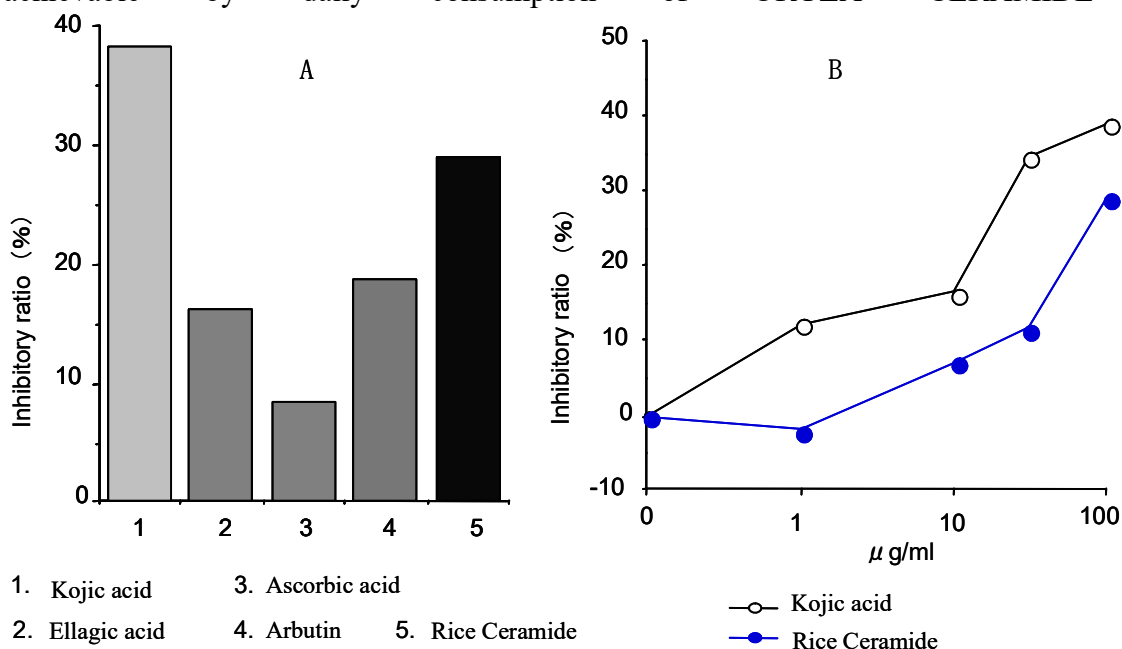 A
40
30
20
10
0
Inhibitory ratio (%)
1 2 3 4 5
1. Kojic acid
2. Ellagic acid
3. Ascorbic acid
4. Arbutin
5. Rice Ceramide
B
50
40
30
20
10
0
-10
Inhibitory ratio (%)
0 1 10 100
μg/ml
Kojic acid
Rice Ceramide